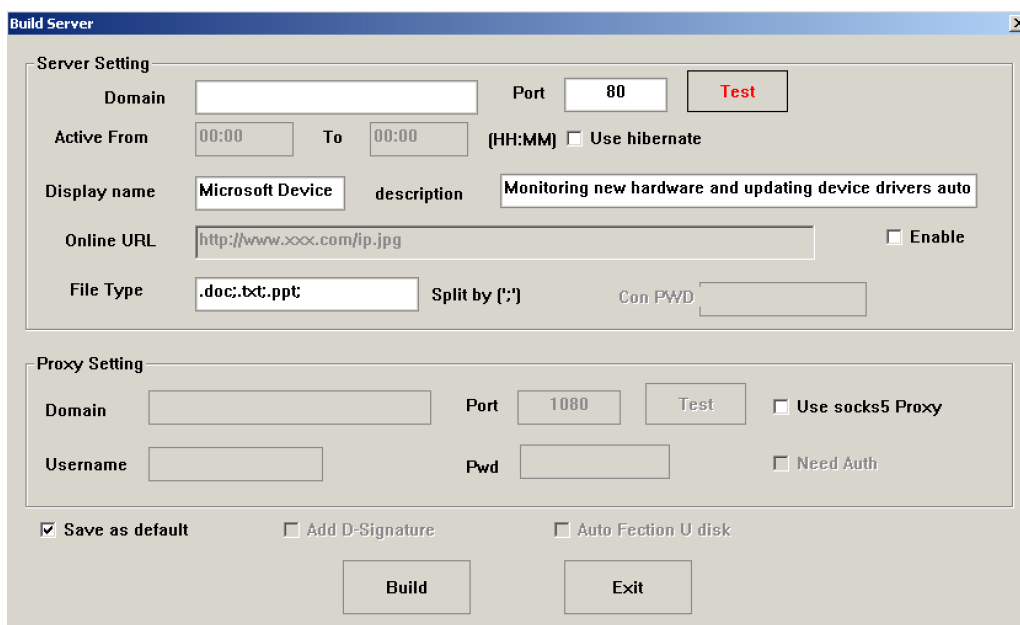 Build Server
Server Setting
Domain Port 80 Test
Active From 00:00 To 00:00 (HH:MM) Use hibernate
Display name Microsoft Device description Monitoring new hardware and updating device drivers auto
Online URL http://www.xxx.com/ip.jpg Enable
File Type .doc;.txt;.ppt; Split by (';') Con PWD
Proxy Setting
Domain Port 1080 Test Use socks5 Proxy
Username Pwd Need Auth
Save as default Add D-Signature Auto Fection U disk
Build Exit